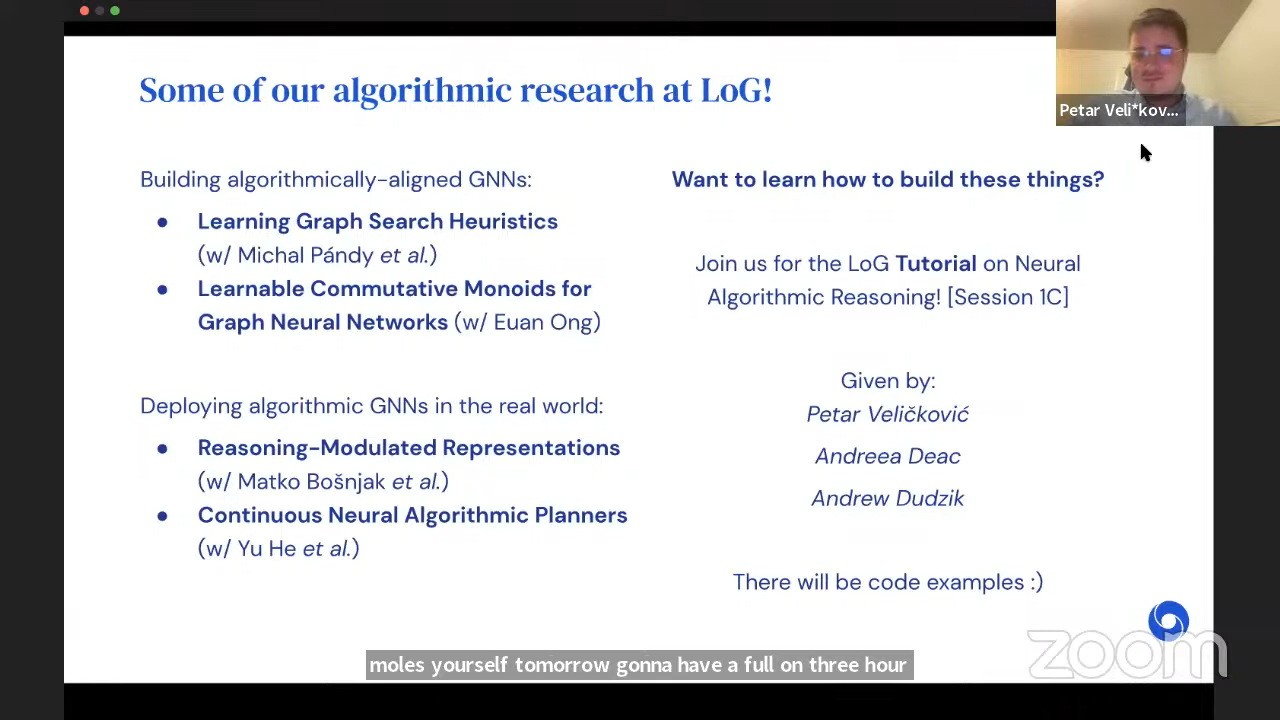 Some of our algorithmic research at LoG!
Petar Veli*kov...
Building algorithmically-aligned GNNs:
● Learning Graph Search Heuristics
(w/ Michal Pándy et al.)
● Learnable Commutative Monoids for
Graph Neural Networks (w/ Euan Ong)
Deploying algorithmic GNNs in the real world:
● Reasoning-Modulated Representations
(w/ Matko Bošnjak et al.)
● Continuous Neural Algorithmic Planners
(w/ Yu He et al.)
Want to learn how to build these things?
Join us for the LoG Tutorial on Neural
Algorithmic Reasoning! [Session 1C]
Given by:
Petar Veličković
Andreea Deac
Andrew Dudzik
There will be code examples :)
zoom
moles yourself tomorrow gonna have a full on three hour